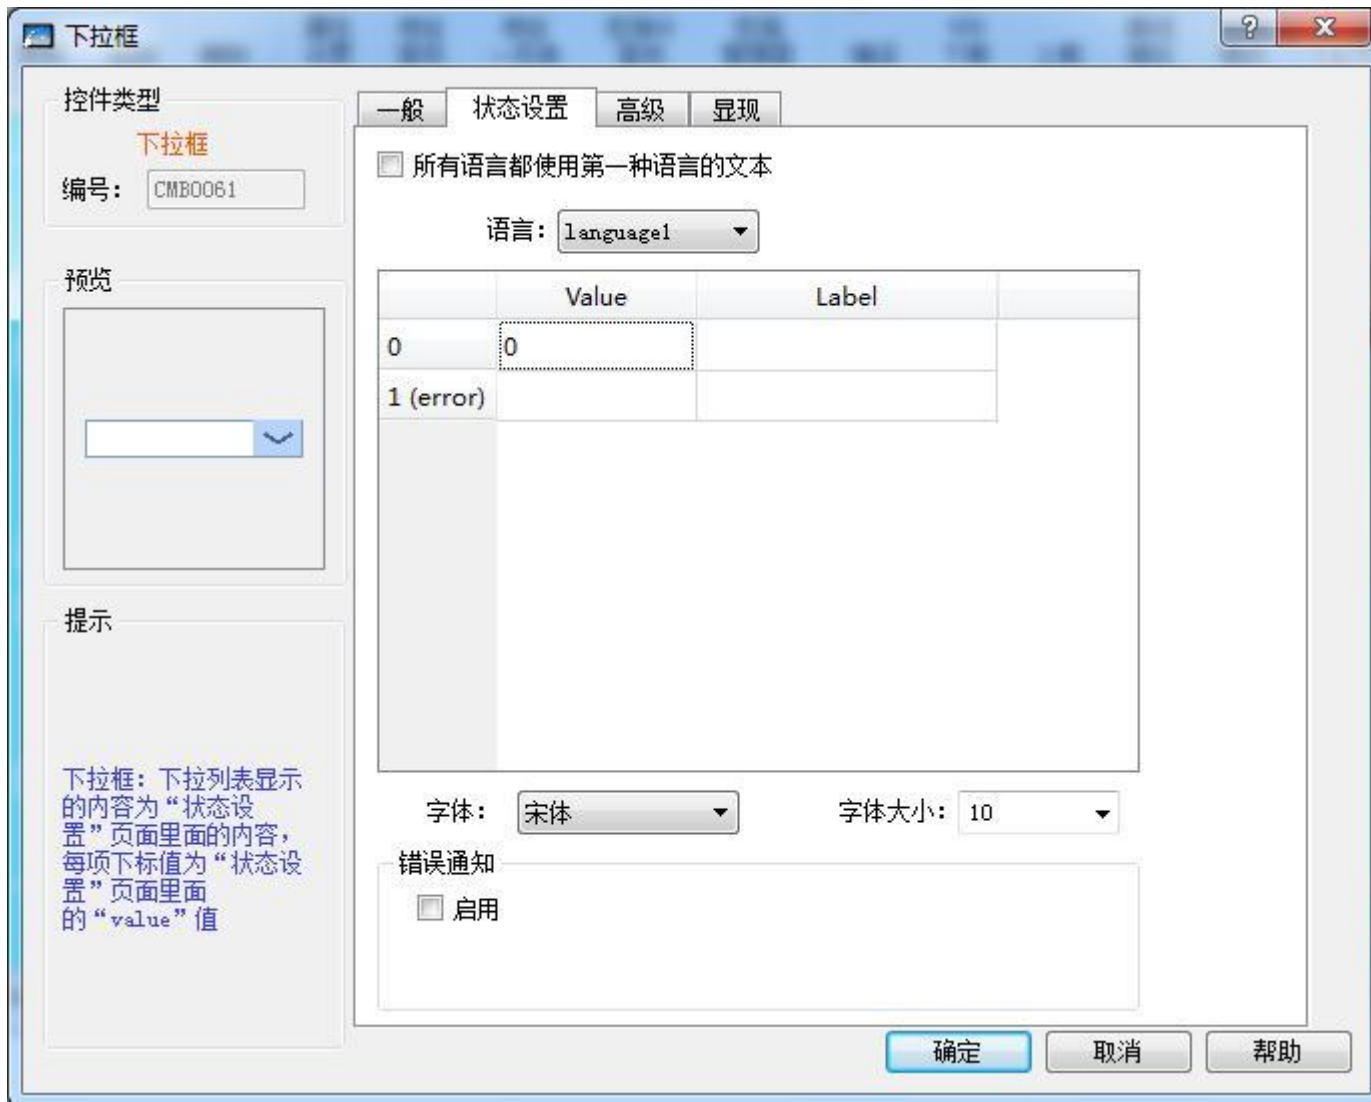 下拉框
控件类型
下拉框
编号： CMB0061
预览
提示
下拉框：下拉列表显示
的内容为“状态设
置”页面里面的内容，
每项下标值为“状态设
置”页面里面
的“value”值
一般 状态设置 高级 显现
所有语言都使用第一种语言的文本
语言： language1
Value Label
0 0
1 (error)
字体： 宋体 字体大小： 10
错误通知
启用
确定 取消 帮助